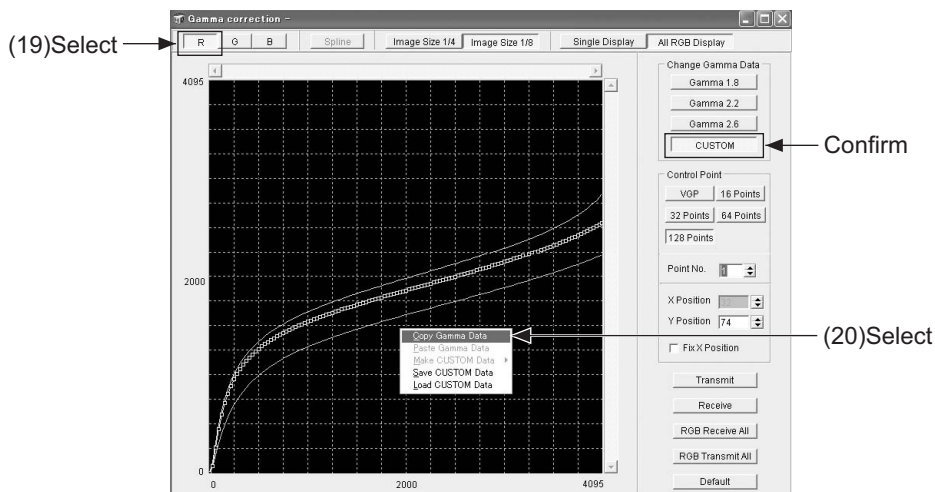 Gamma correction -
(19)Select
R G B Spline Image Size 1/4 Image Size 1/8 Single Display All RGB Display
4095
2000
0
0 2000 4095
Copy Gamma Data
Paste Gamma Data
Make CUSTOM Data
Save CUSTOM Data
Load CUSTOM Data
(20)Select
Change Gamma Data
Gamma 1.8
Gamma 2.2
Gamma 2.6
CUSTOM
Confirm
Control Point
VGP 16 Points
32 Points 64 Points
128 Points
Point No. 1
X Position
Y Position 74
Fix X Position
Transmit
Receive
RGB Receive All
RGB Transmit All
Default